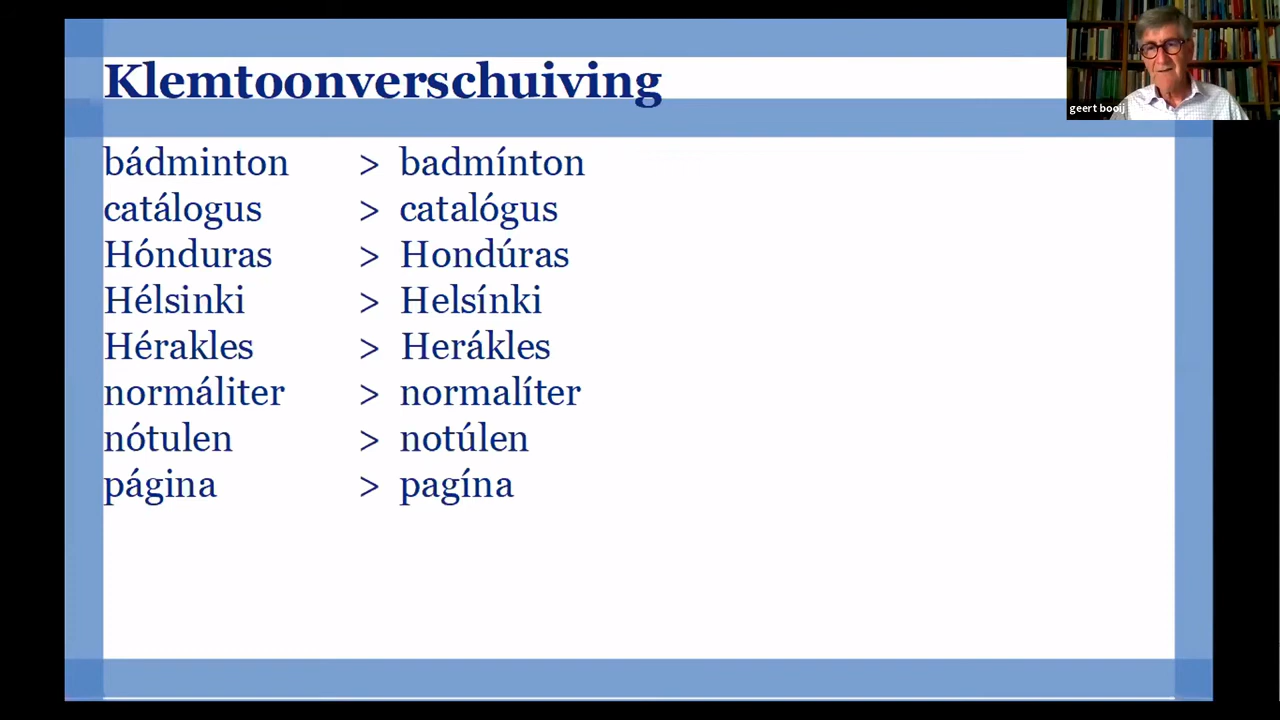 Klemtoonverschuiving
geert booij
bádminton > badmínton
catálogus > catalógus
Hónduras > Hondúras
Hélsinki > Helsínki
Hérakles > Herákles
normáliter > normalíter
nótulen > notúlen
página > pagína